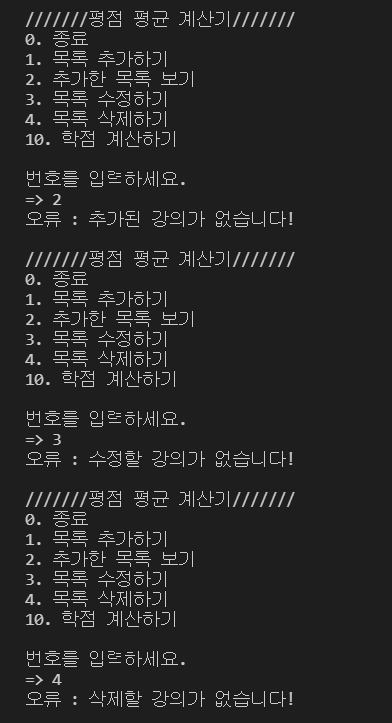 ///////평점 평균 계산기///////
0. 종료
1. 목록 추가하기
2. 추가한 목록 보기
3. 목록 수정하기
4. 목록 삭제하기
10. 학점 계산하기
번호를 입력하세요.
=> 2
오류 : 추가된 강의가 없습니다!
///////평점 평균 계산기///////
0. 종료
1. 목록 추가하기
2. 추가한 목록 보기
3. 목록 수정하기
4. 목록 삭제하기
10. 학점 계산하기
번호를 입력하세요.
=> 3
오류 : 수정할 강의가 없습니다!
///////평점 평균 계산기///////
0. 종료
1. 목록 추가하기
2. 추가한 목록 보기
3. 목록 수정하기
4. 목록 삭제하기
10. 학점 계산하기
번호를 입력하세요.
=> 4
오류 : 삭제할 강의가 없습니다!